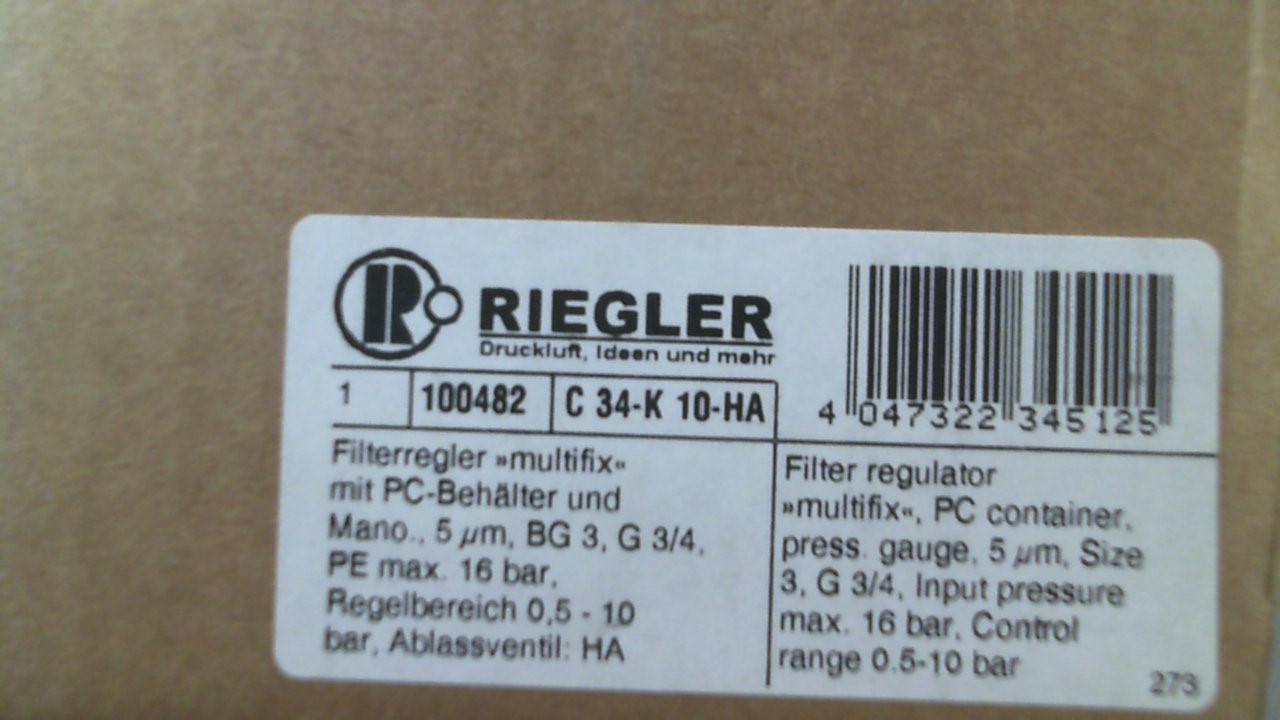 RIEGLER
Druckluft, Ideen und mehr
4 047322 345125
1 100482 C 34-K 10-HA
Filterregler »multifix«
mit PC-Behälter und
Mano., 5 µm, BG 3, G 3/4,
PE max. 16 bar,
Regelbereich 0,5 - 10
bar, Ablassventil: HA
Filter regulator
»multifix«, PC container,
press. gauge, 5 µm, Size
3, G 3/4, Input pressure
max. 16 bar, Control
range 0.5-10 bar
273